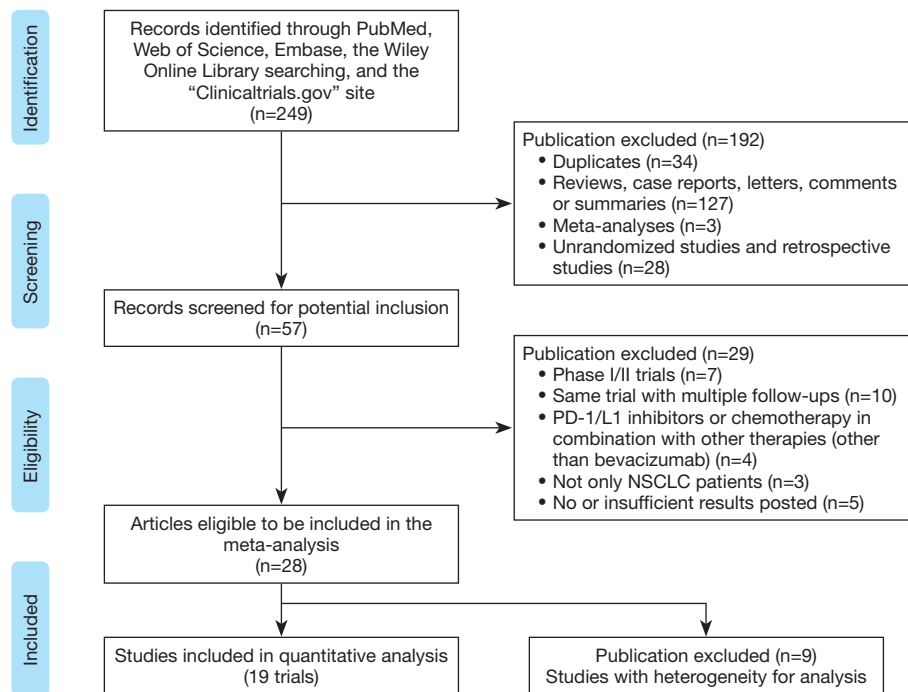 Identification
Records identified through PubMed,
Web of Science, Embase, the Wiley
Online Library searching, and the
“Clinicaltrials.gov” site
(n=249)
Publication excluded (n=192)
• Duplicates (n=34)
• Reviews, case reports, letters, comments
or summaries (n=127)
• Meta-analyses (n=3)
• Unrandomized studies and retrospective
studies (n=28)
Screening
Records screened for potential inclusion
(n=57)
Publication excluded (n=29)
• Phase I/II trials (n=7)
• Same trial with multiple follow-ups (n=10)
• PD-1/L1 inhibitors or chemotherapy in
combination with other therapies (other
than bevacizumab) (n=4)
• Not only NSCLC patients (n=3)
• No or insufficient results posted (n=5)
Eligibility
Articles eligible to be included in the
meta-analysis
(n=28)
Included
Studies included in quantitative analysis
(19 trials)
Publication excluded (n=9)
Studies with heterogeneity for analysis